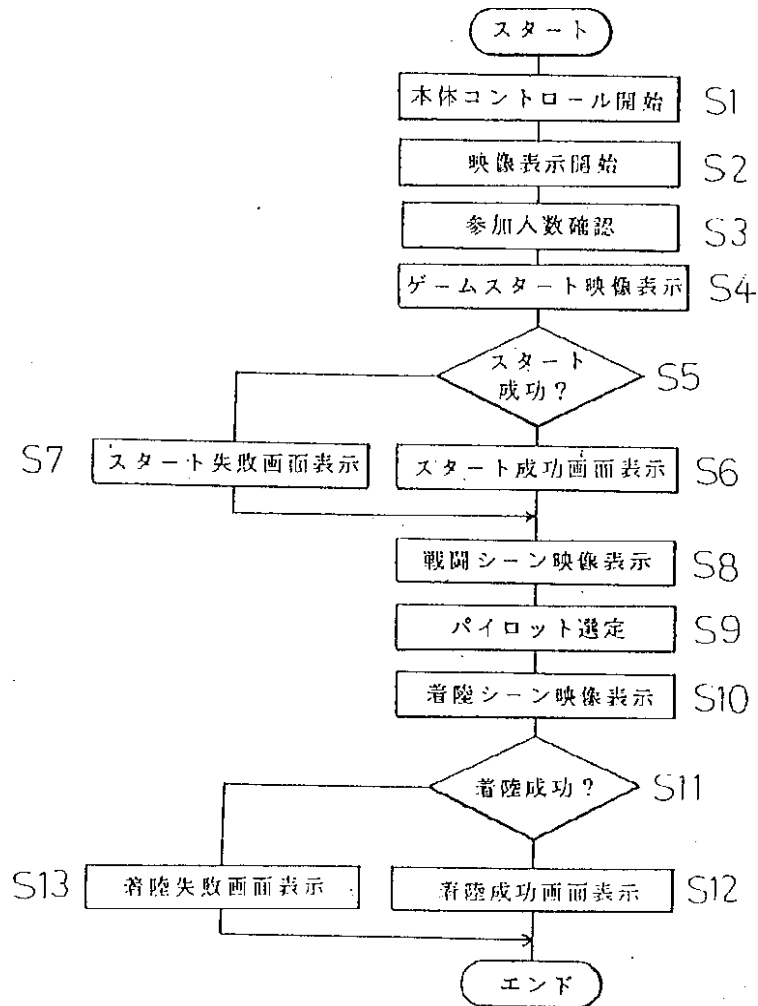 スタート
本体コントロール開始 S1
映像表示開始 S2
参加人数確認 S3
ゲームスタート映像表示 S4
スタート
成功? S5
S7 スタート失敗画面表示
スタート成功画面表示 S6
戦闘シーン映像表示 S8
パイロット選定 S9
着陸シーン映像表示 S10
着陸成功? S11
S13 着陸失敗画面表示
着陸成功画面表示 S12
エンド